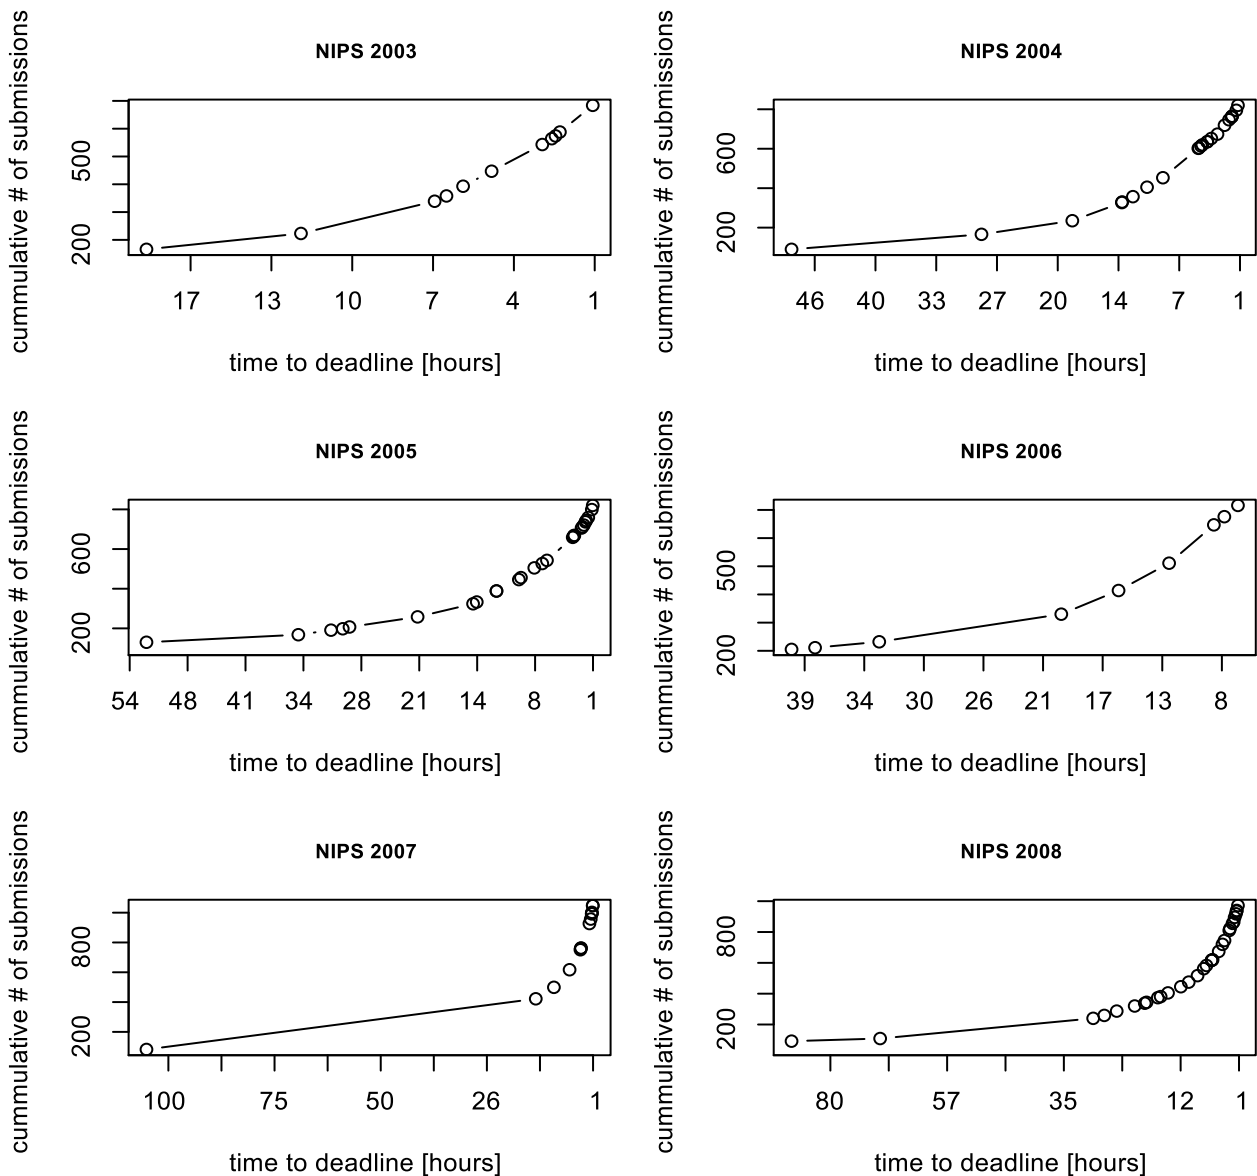 NIPS 2003
cummulative # of submissions
200 500
17 13 10 7 4 1
time to deadline [hours]
NIPS 2004
cummulative # of submissions
200 600
46 40 33 27 20 14 7 1
time to deadline [hours]
NIPS 2005
cummulative # of submissions
200 600
54 48 41 34 28 21 14 8 1
time to deadline [hours]
NIPS 2006
cummulative # of submissions
200 500
39 34 30 26 21 17 13 8
time to deadline [hours]
NIPS 2007
cummulative # of submissions
200 800
100 75 50 26 1
time to deadline [hours]
NIPS 2008
cummulative # of submissions
200 800
80 57 35 12 1
time to deadline [hours]